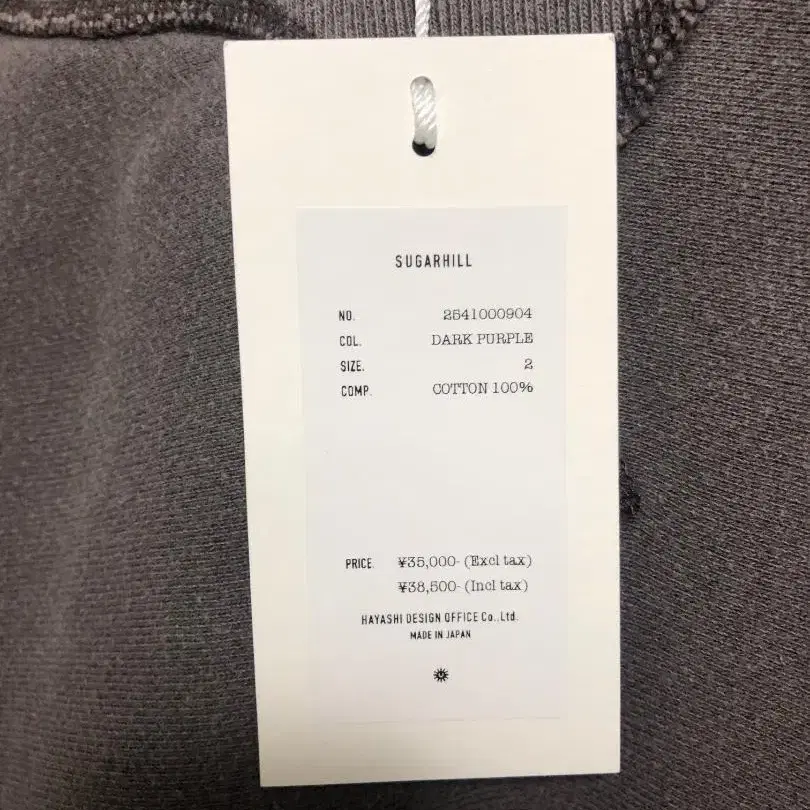 SUGARHILL
NO. 2541000904
COL. DARK PURPLE
SIZE. 2
COMP. COTTON 100%
PRICE. ¥35,000- (Excl tax)
¥38,500- (Incl tax)
HAYASHI DESIGN OFFICE Co.,Ltd.
MADE IN JAPAN